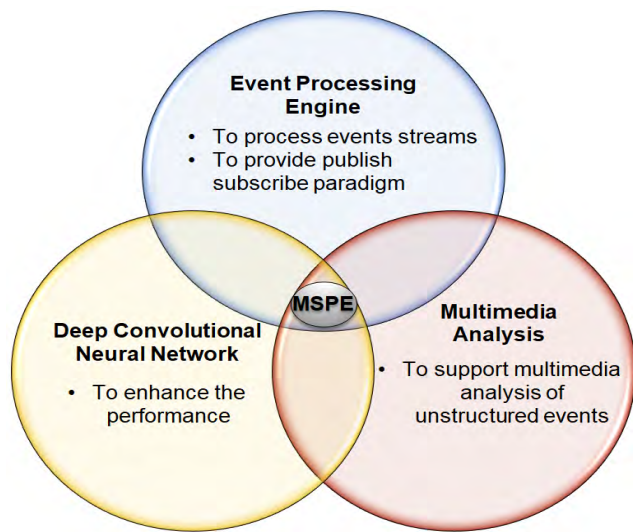 Event Processing
Engine
• To process events streams
• To provide publish
subscribe paradigm
MSPE
Deep Convolutional
Neural Network
• To enhance the
performance
Multimedia
Analysis
• To support multimedia
analysis of
unstructured events